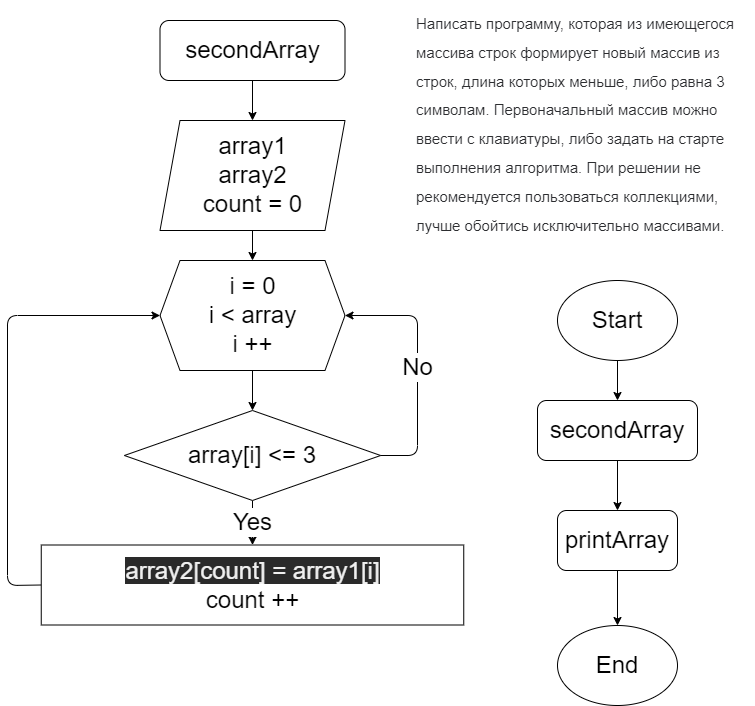 secondArray
array1
array2
count = 0
i = 0
i < array
i ++
No
array[i] <= 3
Yes
array2[count] = array1[i]
count ++
Написать программу, которая из имеющегося
массива строк формирует новый массив из
строк, длина которых меньше, либо равна 3
символам. Первоначальный массив можно
ввести с клавиатуры, либо задать на старте
выполнения алгоритма. При решении не
рекомендуется пользоваться коллекциями,
лучше обойтись исключительно массивами.
Start
secondArray
printArray
End